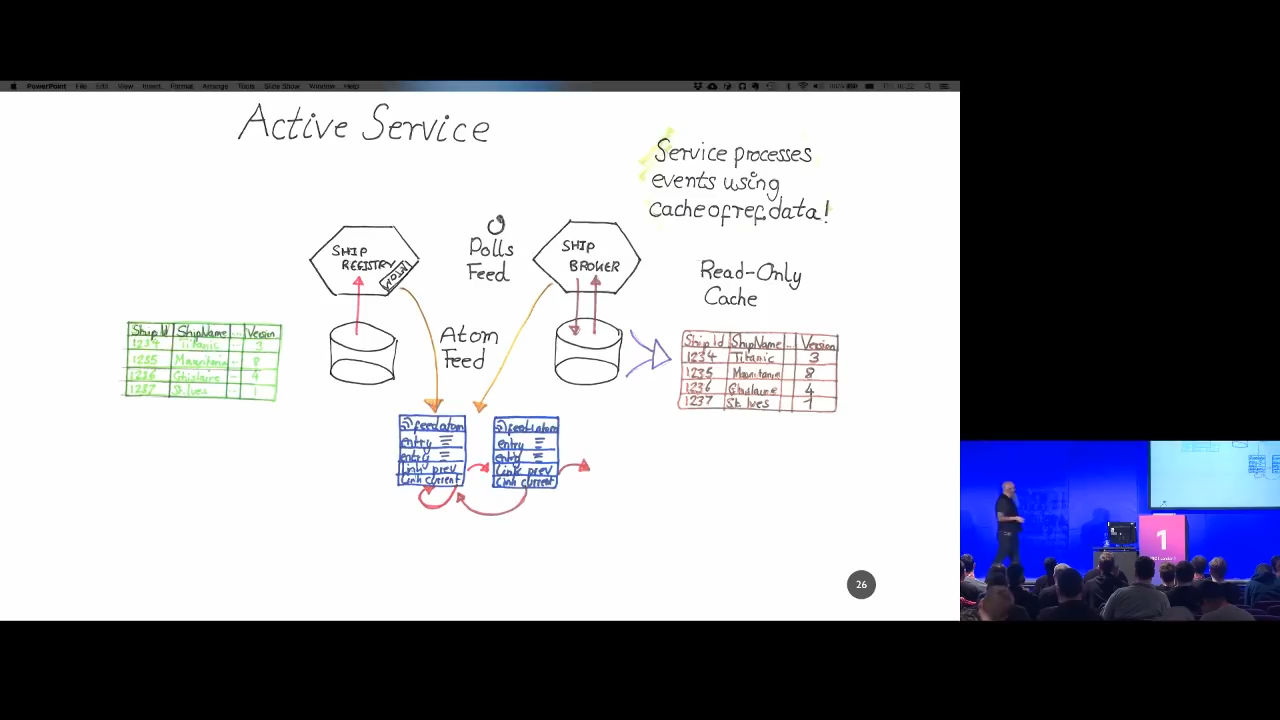 PowerPoint File Edit View Insert Format Arrange Tools Slide Show Window Help
Active Service
Service processes
events using
cache of ref. data!
SHIP
REGISTRY
ATOM
Polls
Feed
SHIP
BROKER
Read-Only
Cache
Atom
Feed
Ship Id ShipName .. Version
1234 Titanic 3
1235 Mauritania - 8
1236 Ghislaine - 4
1237 St. Ives - 1
Ship Id ShipName .. Version
1234 Titanic 3
1235 Mauritania 8
1236 Ghislaine 4
1237 St. Ives 1
feed.atom
entry
entry
Link prev
Link current
entry
entry
Link prev
Link current
26
1